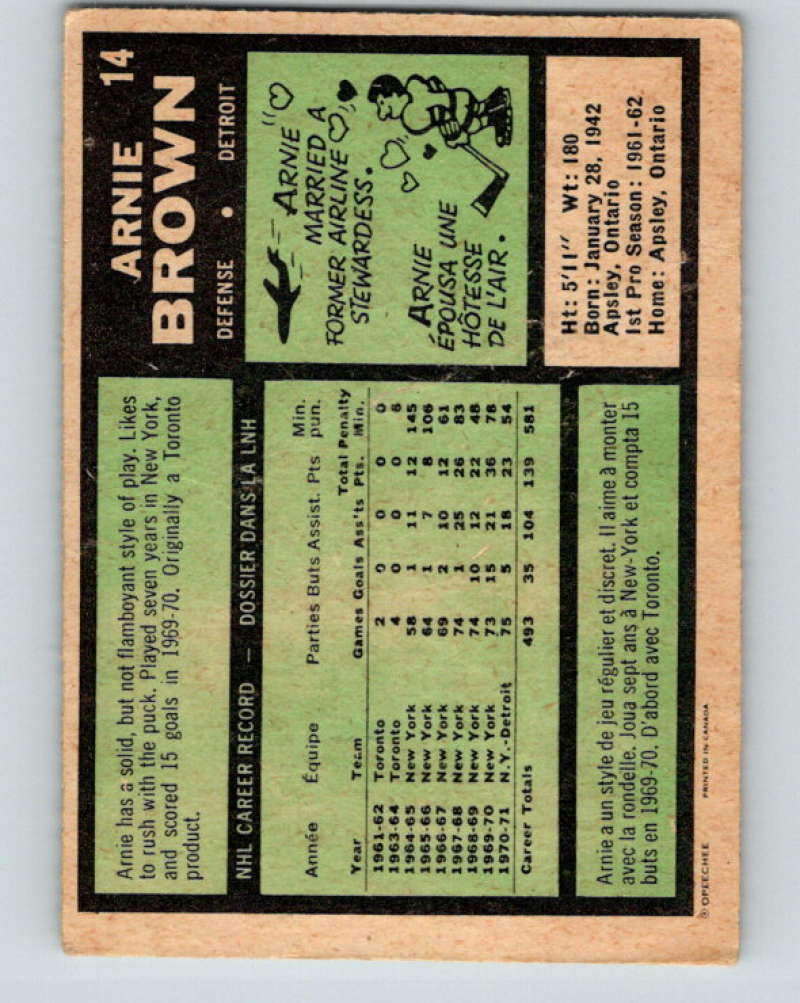 ARNIE 14
BROWN
DEFENSE • DETROIT
"ARNIE"
MARRIED A
FORMER AIRLINE
STEWARDESS.
ARNIE
ÉPOUSA UNE
HÔTESSE
DE L'AIR.
Ht: 5'11" Wt: 180
Born: January 28, 1942
Apsley, Ontario
1st Pro Season: 1961-62
Home: Apsley, Ontario
Arnie has a solid, but not flamboyant style of play. Likes
to rush with the puck. Played seven years in New York,
and scored 15 goals in 1969-70. Originally a Toronto
product.
NHL CAREER RECORD — DOSSIER DANS LA LNH
Année Équipe Parties Buts Assist. Pts Min. pun.
Year Team Games Goals Ass'ts Total Pts. Penalty Min.
1961-62 Toronto 2 0 0 0 0
1963-64 Toronto 4 0 0 0 6
1964-65 New York 58 1 11 12 145
1965-66 New York 64 1 7 8 106
1966-67 New York 69 2 10 12 61
1967-68 New York 74 1 25 26 83
1968-69 New York 74 10 12 22 48
1969-70 New York 73 15 21 36 78
1970-71 N.Y.-Detroit 75 5 18 23 54
Career Totals 493 35 104 139 581
Arnie a un style de jeu régulier et discret. Il aime à monter
avec la rondelle. Joua sept ans à New-York et compta 15
buts en 1969-70. D'abord avec Toronto.
© OPEECHEE PRINTED IN CANADA